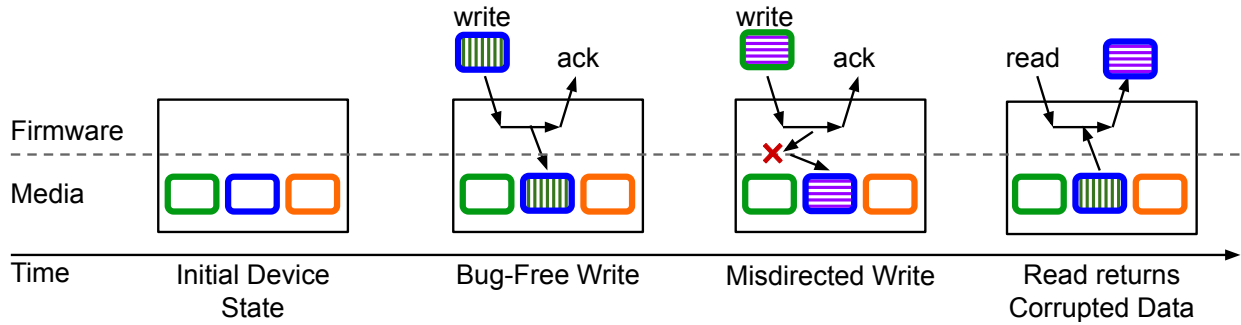 write
ack
write
ack
read
Firmware
Media
Time
Initial Device
State
Bug-Free Write
Misdirected Write
Read returns
Corrupted Data